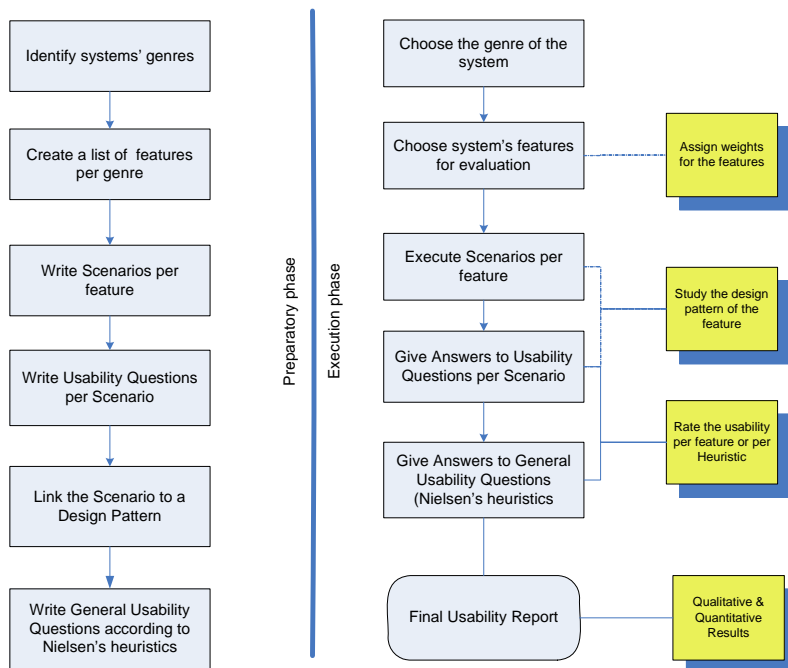 Identify systems' genres
Create a list of features
per genre
Write Scenarios per
feature
Write Usability Questions
per Scenario
Link the Scenario to a
Design Pattern
Write General Usability
Questions according to
Nielsen's heuristics
Preparatory phase
Execution phase
Choose the genre of the
system
Choose system's features
for evaluation
Execute Scenarios per
feature
Give Answers to Usability
Questions per Scenario
Give Answers to General
Usability Questions
(Nielsen's heuristics
Final Usability Report
Assign weights
for the features
Study the design
pattern of the
feature
Rate the usability
per feature or per
Heuristic
Qualitative &
Quantitative
Results